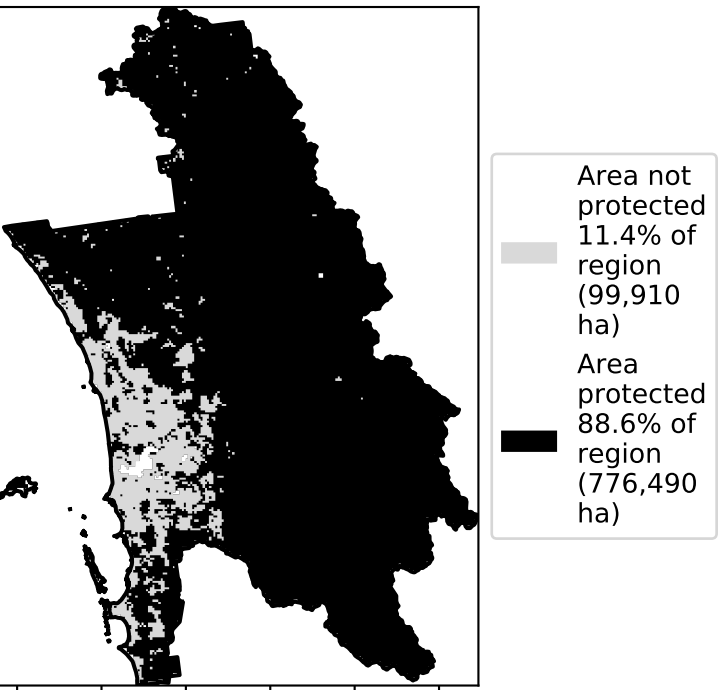 Area not
protected
11.4% of
region
(99,910
ha)
Area
protected
88.6% of
region
(776,490
ha)